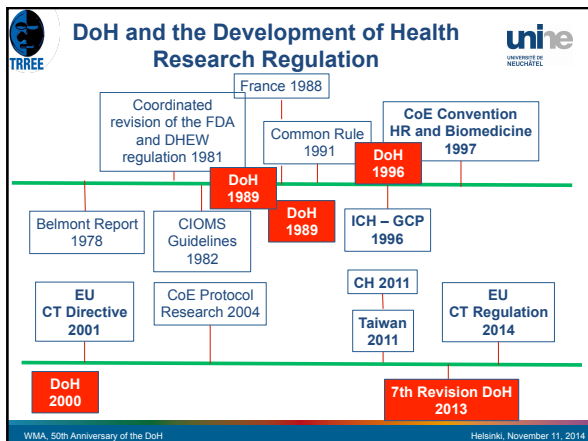 DoH and the Development of Health
Research Regulation
TRREE
unine
UNIVERSITÉ DE
NEUCHÂTEL
France 1988
Coordinated
revision of the FDA
and DHEW
regulation 1981
Common Rule
1991
CoE Convention
HR and Biomedicine
1997
DoH
1989
DoH
1996
Belmont Report
1978
CIOMS
Guidelines
1982
DoH
1989
ICH – GCP
1996
EU
CT Directive
2001
CoE Protocol
Research 2004
CH 2011
Taiwan
2011
EU
CT Regulation
2014
DoH
2000
7th Revision DoH
2013
WMA, 50th Anniversary of the DoH
Helsinki, November 11, 2014